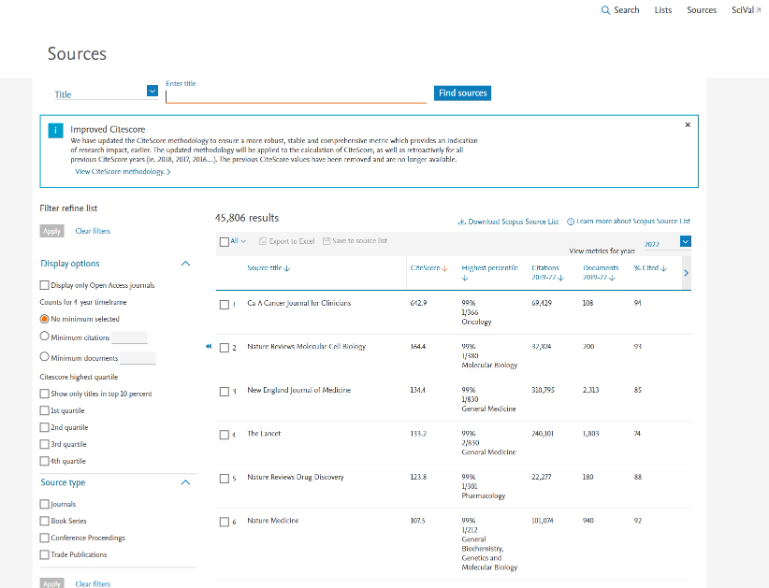 Search Lists Sources SciVal
Sources
Enter title
Title
Find sources
Improved Citescore
We have updated the CiteScore methodology to ensure a more robust, stable and comprehensive metric which provides an indication
of research impact, earlier. The updated methodology will be applied to the calculation of CiteScore, as well as retroactively for all
previous CiteScore years (ie. 2018, 2017, 2016...). The previous CiteScore values have been removed and are no longer available.
View CiteScore methodology. >
Filter refine list
Apply Clear filters
Display options
Display only Open Access journals
Counts for 4-year timeframe
No minimum selected
Minimum citations
Minimum documents
Citescore highest quartile
Show only titles in top 10 percent
1st quartile
2nd quartile
3rd quartile
4th quartile
Source type
Journals
Book Series
Conference Proceedings
Trade Publications
Apply Clear filters
45,806 results
Download Scopus Source List Learn more about Scopus Source List
All Export to Excel Save to source list
View metrics for year: 2022
Source title ↓ CiteScore ↓ Highest percentile ↓ Citations 2019-22 ↓ Documents 2019-22 ↓ % Cited ↓ >
1 Ca A Cancer Journal for Clinicians 642.9 99% 69,429 108 94
1/366
Oncology
2 Nature Reviews Molecular Cell Biology 164.4 99% 200 93
1/380
Molecular Biology
3 New England Journal of Medicine 134.4 99% 310,795 2,313 85
1/830
General Medicine
4 The Lancet 133.2 99% 240,101 1,803 74
2/830
General Medicine
5 Nature Reviews Drug Discovery 123.8 99% 22,277 180 88
1/301
Pharmacology
6 Nature Medicine 107.5 99% 101,074 940 92
1/212
General
Biochemistry,
Genetics and
Molecular Biology